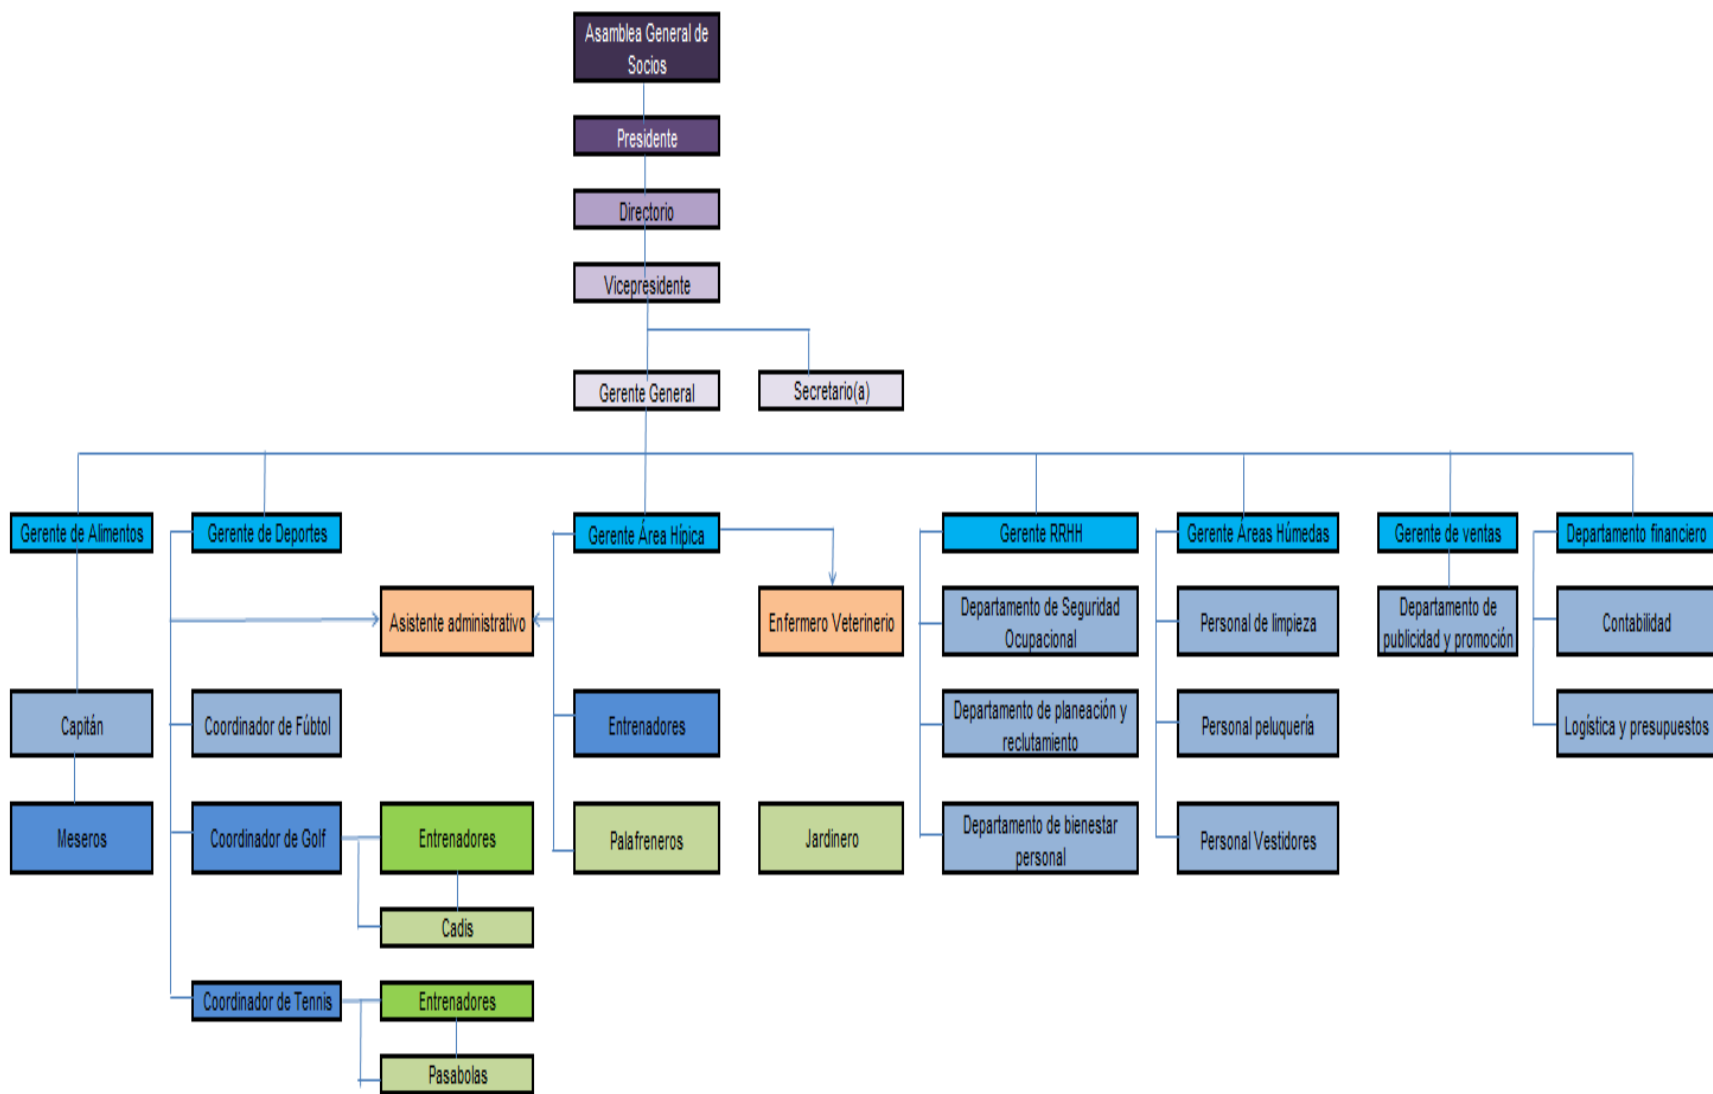 Asamblea General de
Socios
Presidente
Directorio
Vicepresidente
Gerente General
Secretario(a)
Gerente de Alimentos
Gerente de Deportes
Gerente Área Hípica
Gerente RRHH
Gerente Áreas Húmedas
Gerente de ventas
Departamento financiero
Asistente administrativo
Enfermero Veterinerio
Departamento de Seguridad
Ocupacional
Personal de limpieza
Departamento de
publicidad y promoción
Contabilidad
Capitán
Coordinador de Fúbtol
Entrenadores
Departamento de planeación y
reclutamiento
Personal peluquería
Logística y presupuestos
Meseros
Coordinador de Golf
Entrenadores
Palafreneros
Jardinero
Departamento de bienestar
personal
Personal Vestidores
Cadis
Coordinador de Tennis
Entrenadores
Pasabolas